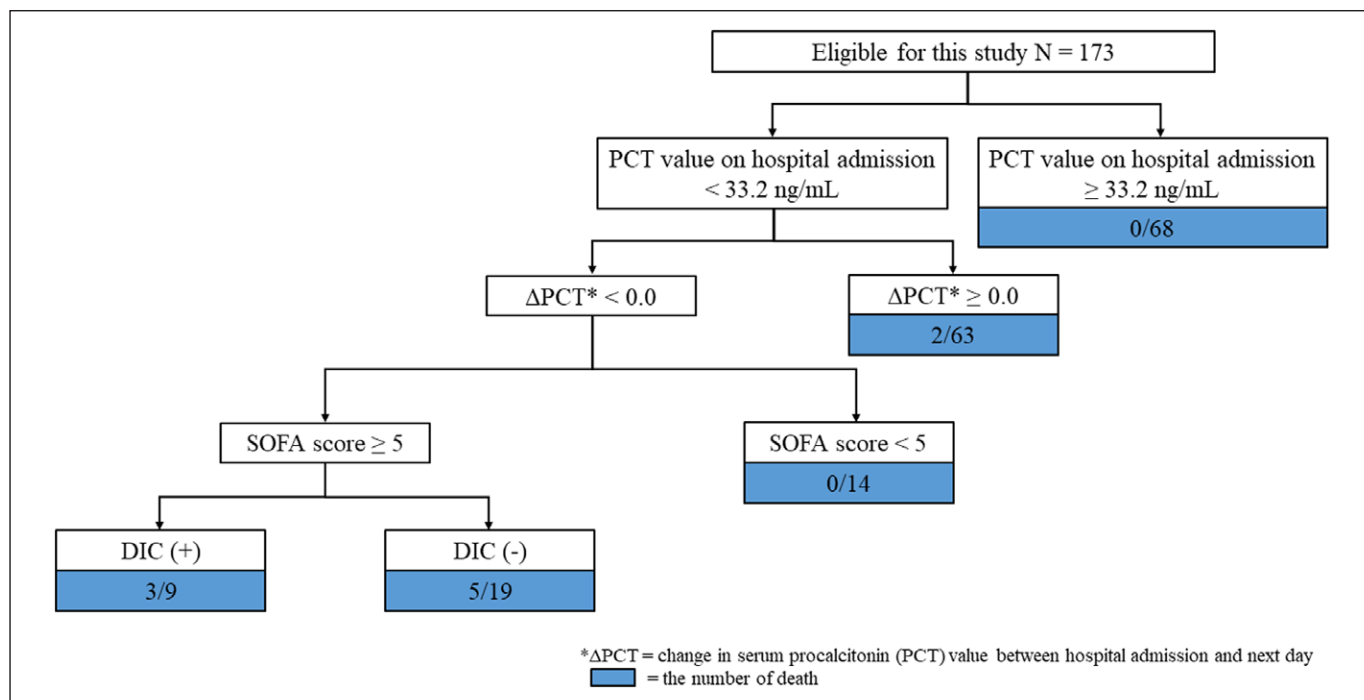 Eligible for this study N = 173
PCT value on hospital admission
< 33.2 ng/mL
PCT value on hospital admission
≥ 33.2 ng/mL
0/68
ΔPCT* < 0.0
ΔPCT* ≥ 0.0
2/63
SOFA score ≥ 5
SOFA score < 5
0/14
DIC (+)
3/9
DIC (-)
5/19
*ΔPCT = change in serum procalcitonin (PCT) value between hospital admission and next day
= the number of death